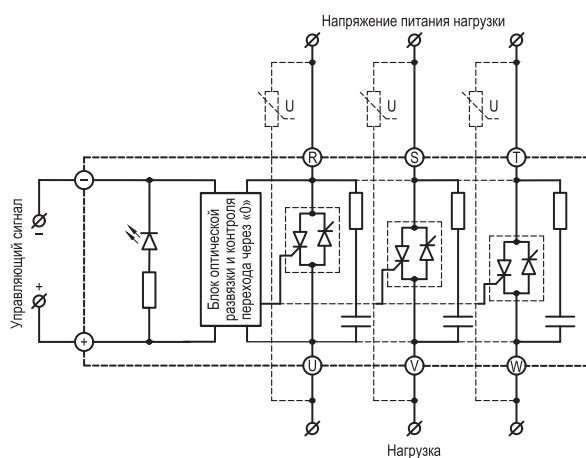 Напряжение питания нагрузки
U
U
U
R
S
T
−
Управляющий сигнал
−
+
Блок оптической
развязки и контроля
перехода через «0»
+
U
V
W
Нагрузка